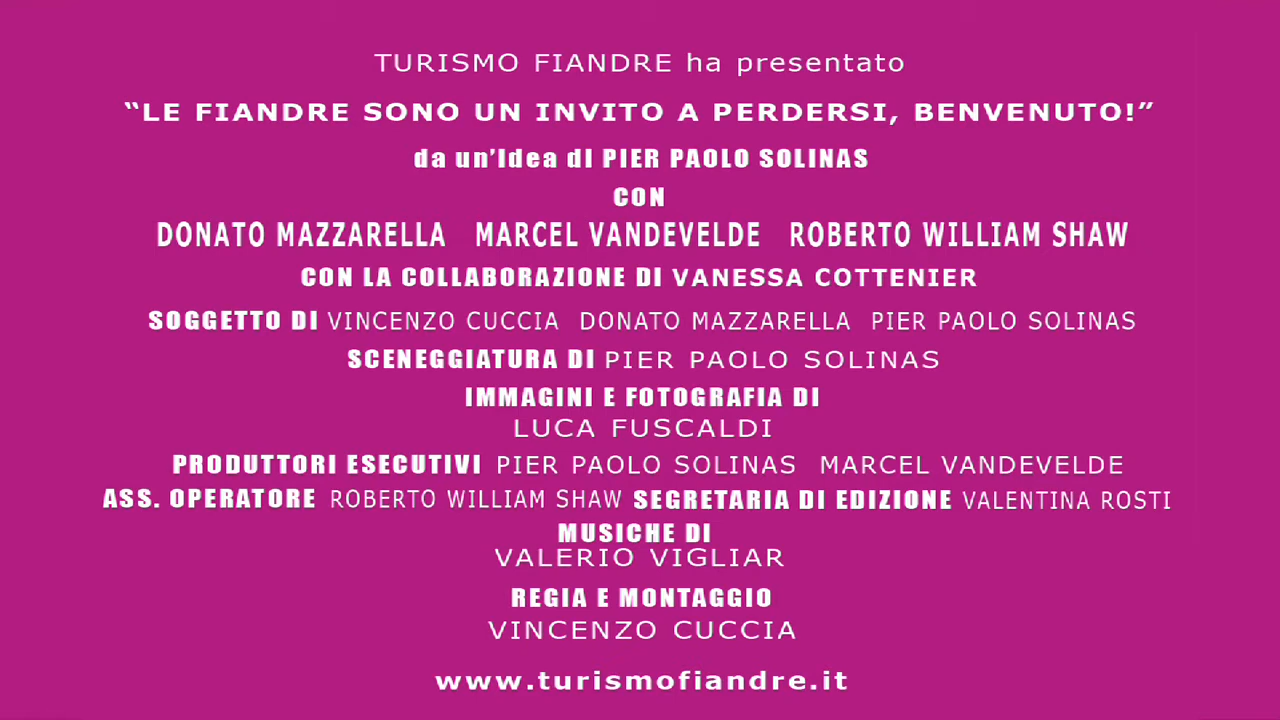 TURISMO FIANDRE ha presentato
“LE FIANDRE SONO UN INVITO A PERDERSI, BENVENUTO!”
da un’idea di PIER PAOLO SOLINAS
CON
DONATO MAZZARELLA MARCEL VANDEVELDE ROBERTO WILLIAM SHAW
CON LA COLLABORAZIONE DI VANESSA COTTENIER
SOGGETTO DI VINCENZO CUCCIA DONATO MAZZARELLA PIER PAOLO SOLINAS
SCENEGGIATURA DI PIER PAOLO SOLINAS
IMMAGINI E FOTOGRAFIA DI
LUCA FUSCALDI
PRODUTTORI ESECUTIVI PIER PAOLO SOLINAS MARCEL VANDEVELDE
ASS. OPERATORE ROBERTO WILLIAM SHAW SEGRETARIA DI EDIZIONE VALENTINA ROSTI
MUSICHE DI
VALERIO VIGLIAR
REGIA E MONTAGGIO
VINCENZO CUCCIA
www.turismofiandre.it